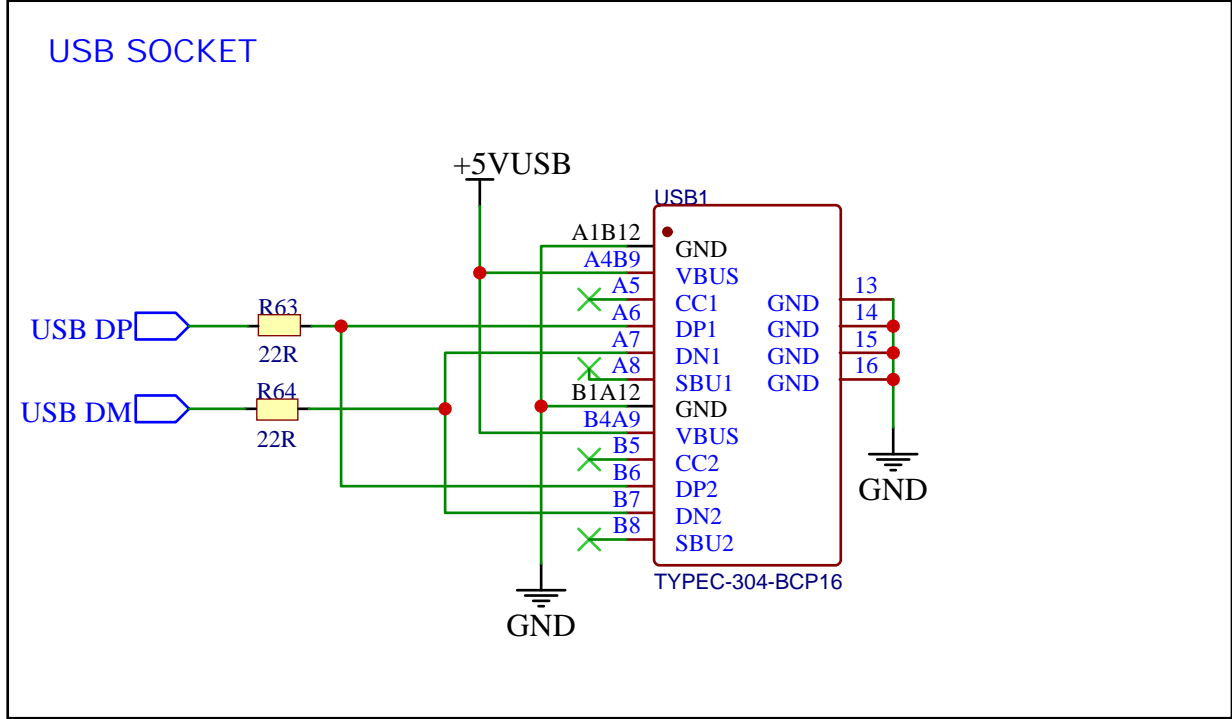 USB SOCKET
+5VUSB
USB1
A1B12
GND
A4B9
VBUS
A5
CC1
GND
13
A6
DP1
GND
14
A7
DN1
GND
15
A8
SBU1
GND
16
B1A12
GND
B4A9
VBUS
B5
CC2
B6
DP2
B7
DN2
B8
SBU2
TYPEC-304-BCP16
USB DP
R63
22R
USB DM
R64
22R
GND
GND